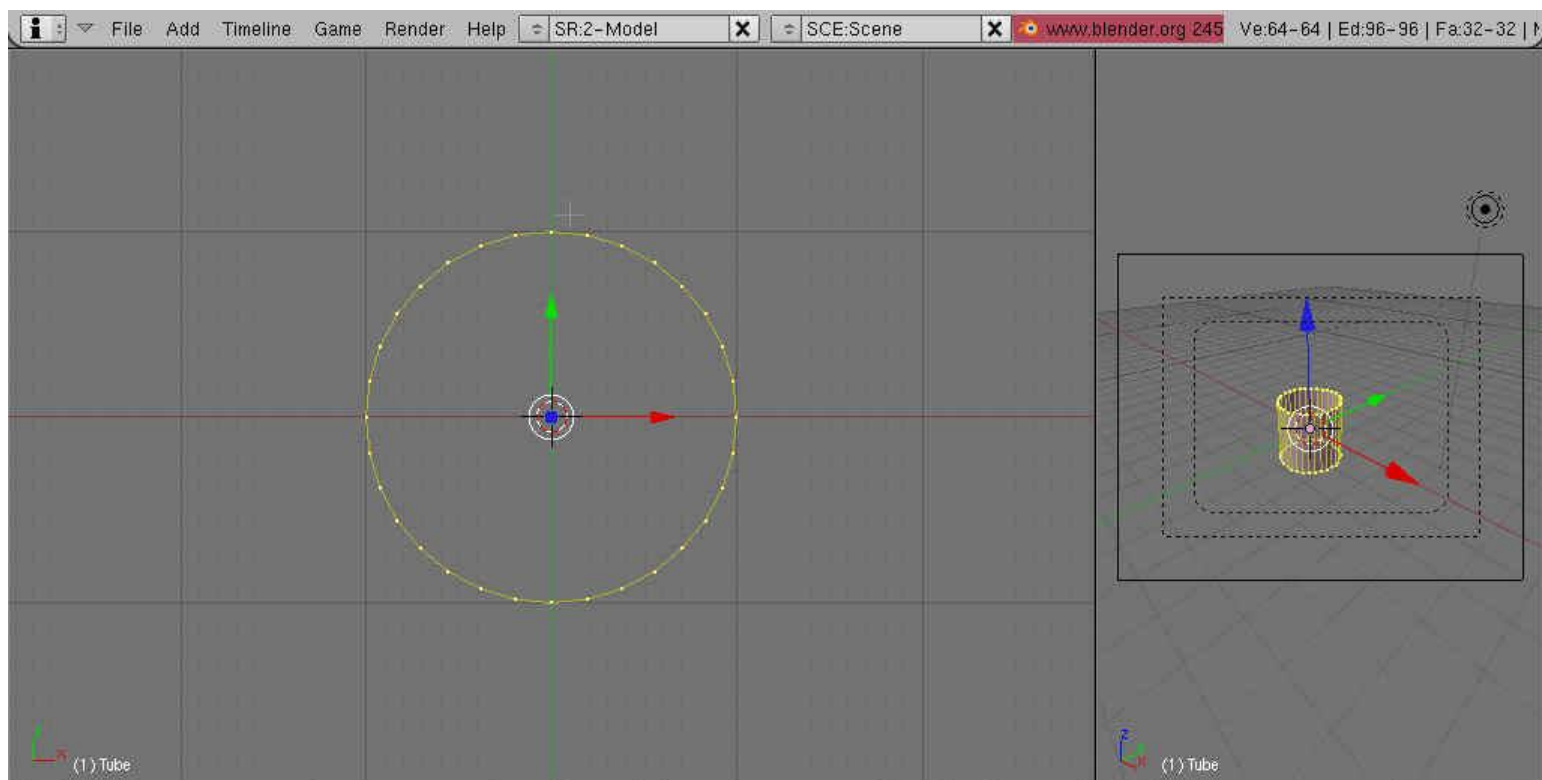 File Add Timeline Game Render Help SR:2-Model SCE:Scene www.blender.org 245 Ve:64-64 | Ed:96-96 | Fa:32-32 |
x
(1) Tube
z
x
(1) Tube